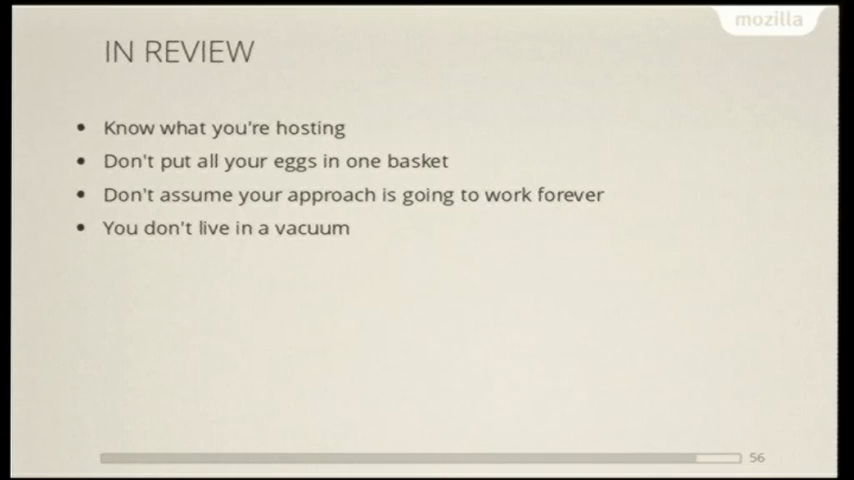 mozilla
IN REVIEW
Know what you're hosting
Don't put all your eggs in one basket
Don't assume your approach is going to work forever
You don't live in a vacuum
56